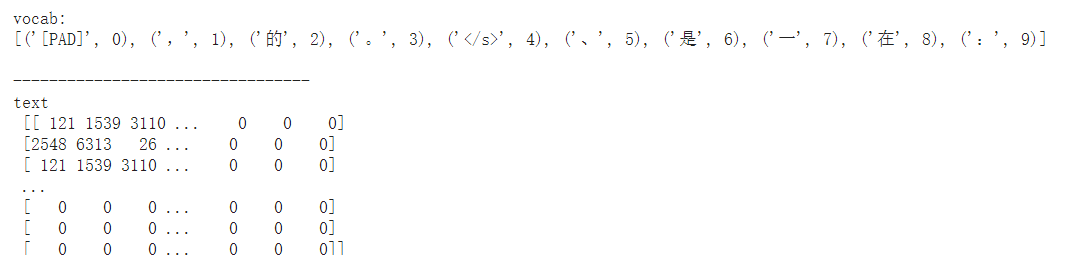 vocab:
[('[PAD]', 0), (',', 1), ('的', 2), ('。', 3), ('</s>', 4), ('、', 5), ('是', 6), ('一', 7), ('在', 8), (':', 9)]
---------------------------------
text
[[ 121 1539 3110 ...    0    0    0]
[2548 6313   26 ...    0    0    0]
[ 121 1539 3110 ...    0    0    0]
...
[   0    0    0 ...    0    0    0]
[   0    0    0 ...    0    0    0]
[   0    0    0 ...    0    0    0]]